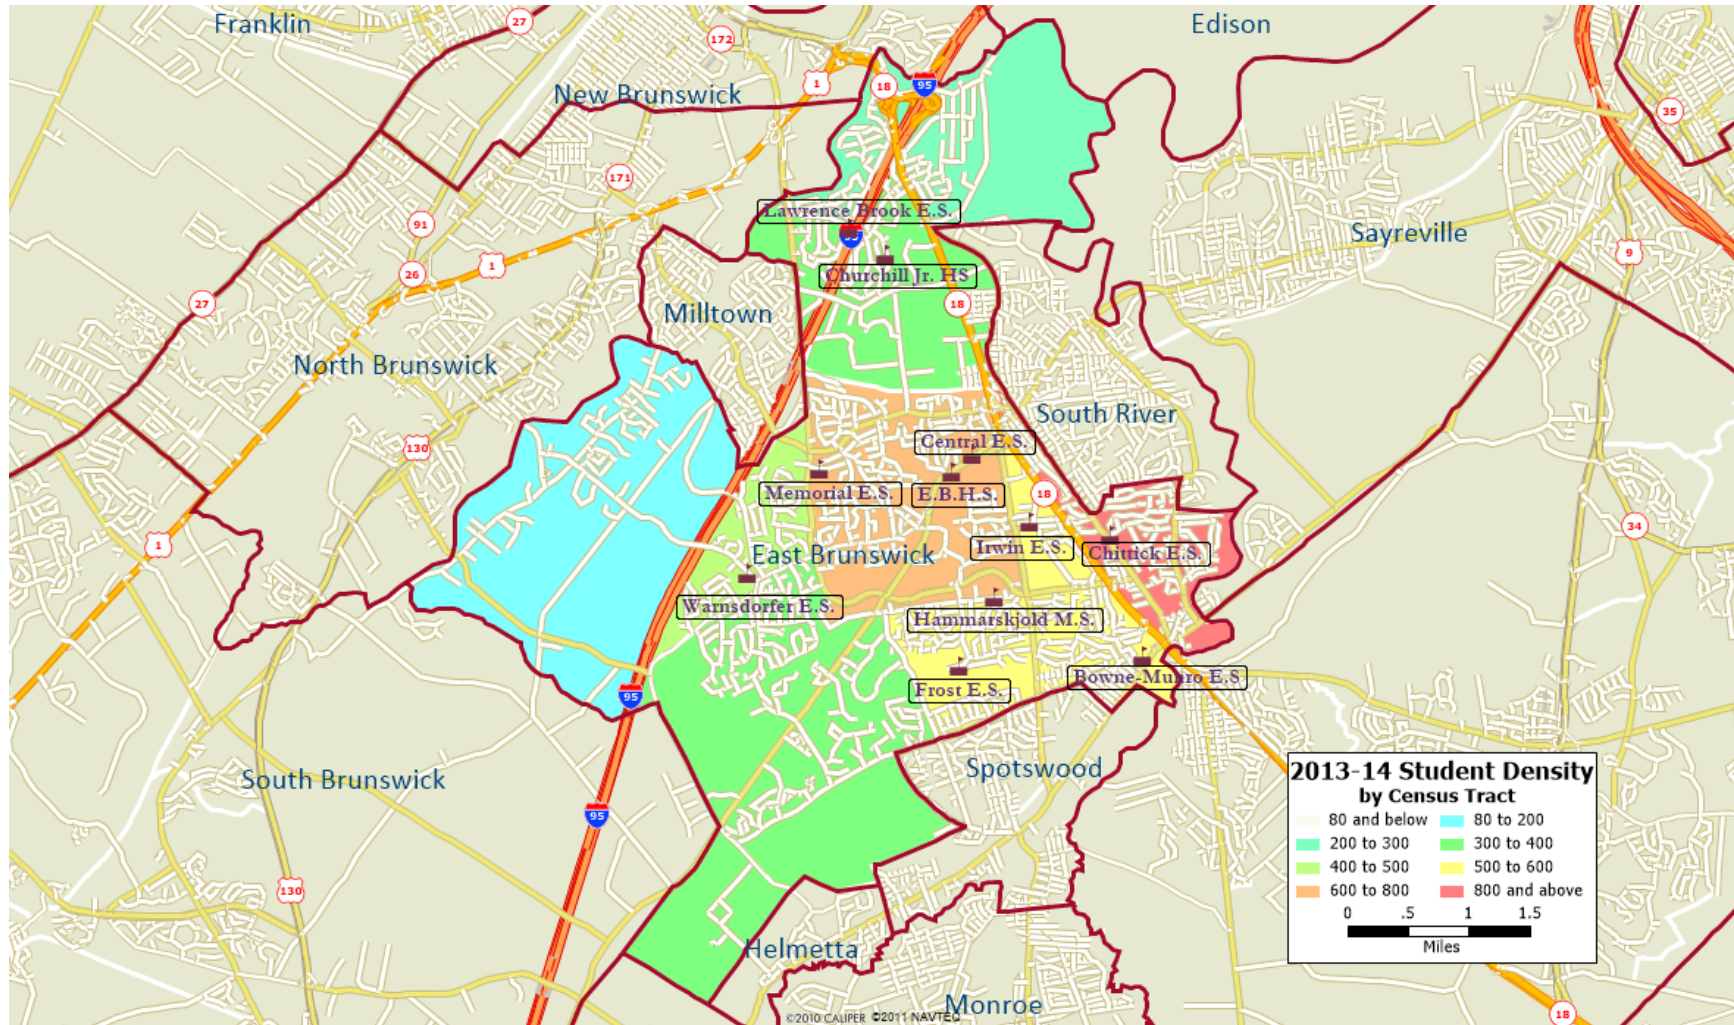 Franklin
27
Edison
172
1
18
95
New Brunswick
35
171
Lawrence Brook E.S.
91
Sayreville
95
9
1
26
Churchill Jr. HS
27
18
Milltown
North Brunswick
South River
Central E.S.
130
Memorial E.S.
E.B.H.S.
18
34
1
Irwin E.S.
Chittick E.S.
East Brunswick
Warnsdorfer E.S.
Hammarskjold M.S.
Bowne-Munro E.S
Frost E.S.
95
South Brunswick
Spotswood
95
130
Helmetta
Monroe
18
2013-14 Student Density
by Census Tract
80 and below
80 to 200
200 to 300
300 to 400
400 to 500
500 to 600
600 to 800
800 and above
0 .5 1 1.5
Miles
©2010 CALIPER ©2011 NAVTEQ